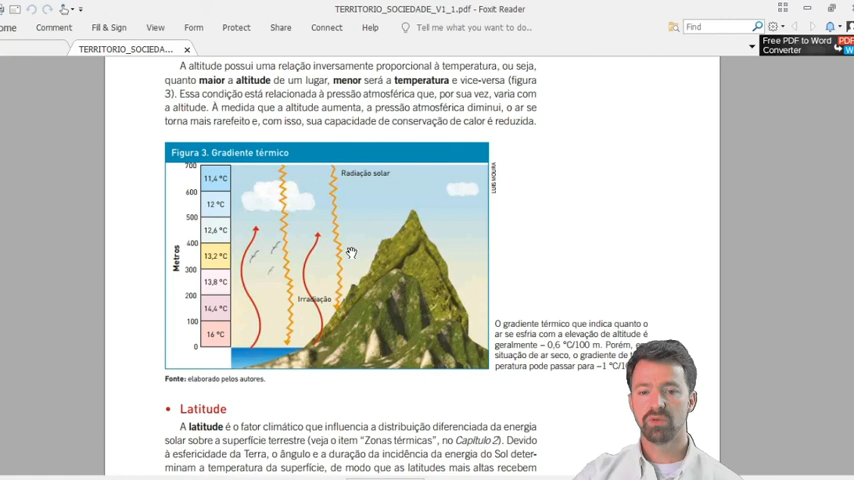 TERRITORIO_SOCIEDADE_V1_1.pdf - Foxit Reader
ome Comment Fill & Sign Form Protect Share Connect Help Tell me what you want to do... Find
TERRITORIO_SOCIEDA...
Free PDF to Word
Converter
PDF
A altitude possui uma relação inversamente proporcional à temperatura, ou seja,
quanto maior a altitude de um lugar, menor será a temperatura e vice-versa (figura
3). Essa condição está relacionada à pressão atmosférica que, por sua vez, varia com
a altitude. À medida que a altitude aumenta, a pressão atmosférica diminui, o ar se
torna mais rarefeito e, com isso, sua capacidade de conservação de calor é reduzida.
Figura 3. Gradiente térmico
700
11,4 °C
Radiação solar
600
12 °C
500
12,6 °C
400
13,2 °C
Metros
300
13,8 °C
200
Irradiação
14,4 °C
100
16 °C
0
LUIS MOURA
O gradiente térmico que indica quanto o
ar se esfria com a elevação de altitude é
geralmente – 0,6 °C/100 m. Porém, e
situação de ar seco, o gradiente de
peratura pode passar para –1 °C/1
Fonte: elaborado pelos autores.
• Latitude
A latitude é o fator climático que influencia a distribuição diferenciada da energia
solar sobre a superfície terrestre (veja o item “Zonas térmicas”, no Capítulo 2). Devido
à esfericidade da Terra, o ângulo e a duração da incidência da energia do Sol deter-
minam a temperatura da superfície, de modo que as latitudes mais altas recebem